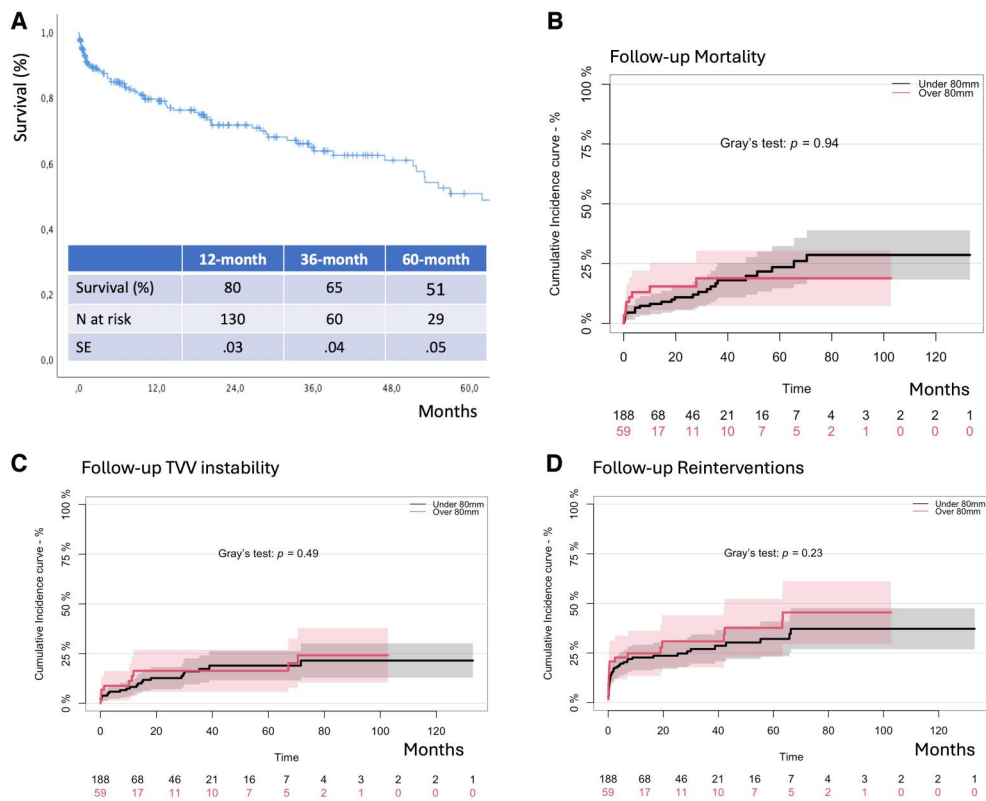 A
Survival (%)
1,0
0,8
0,6
0,4
0,2
0,0
12-month 36-month 60-month
Survival (%) 80 65 51
N at risk 130 60 29
SE .03 .04 .05
,0 12,0 24,0 36,0 48,0 60,0
Months
B
Follow-up Mortality
Under 80mm
Over 80mm
Gray's test: p = 0.94
Cumulative Incidence curve - %
100 %
75 %
50 %
25 %
0 %
0 20 40 60 80 100 120
Time
Months
188 68 46 21 16 7 4 3 2 2 1
59 17 11 10 7 5 2 1 0 0 0
C
Follow-up TVV instability
Under 80mm
Over 80mm
Gray's test: p = 0.49
Cumulative Incidence curve - %
100 %
75 %
50 %
25 %
0 %
0 20 40 60 80 100 120
Time
Months
188 68 46 21 16 7 4 3 2 2 1
59 17 11 10 7 5 2 1 0 0 0
D
Follow-up Reinterventions
Under 80mm
Over 80mm
Gray's test: p = 0.23
Cumulative Incidence curve - %
100 %
75 %
50 %
25 %
0 %
0 20 40 60 80 100 120
Time
Months
188 68 46 21 16 7 4 3 2 2 1
59 17 11 10 7 5 2 1 0 0 0